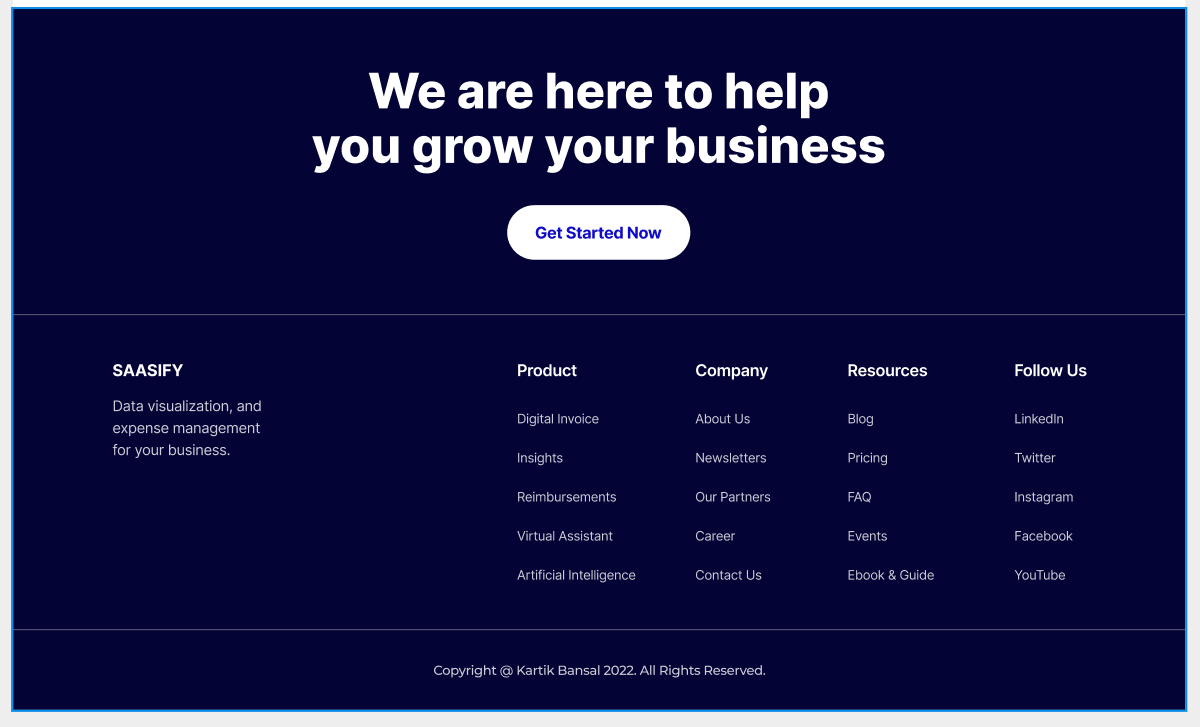 We are here to help
you grow your business
Get Started Now
SAASIFY
Data visualization, and
expense management
for your business.
Product
Digital Invoice
Insights
Reimbursements
Virtual Assistant
Artificial Intelligence
Company
About Us
Newsletters
Our Partners
Career
Contact Us
Resources
Blog
Pricing
FAQ
Events
Ebook & Guide
Follow Us
LinkedIn
Twitter
Instagram
Facebook
YouTube
Copyright @ Kartik Bansal 2022. All Rights Reserved.